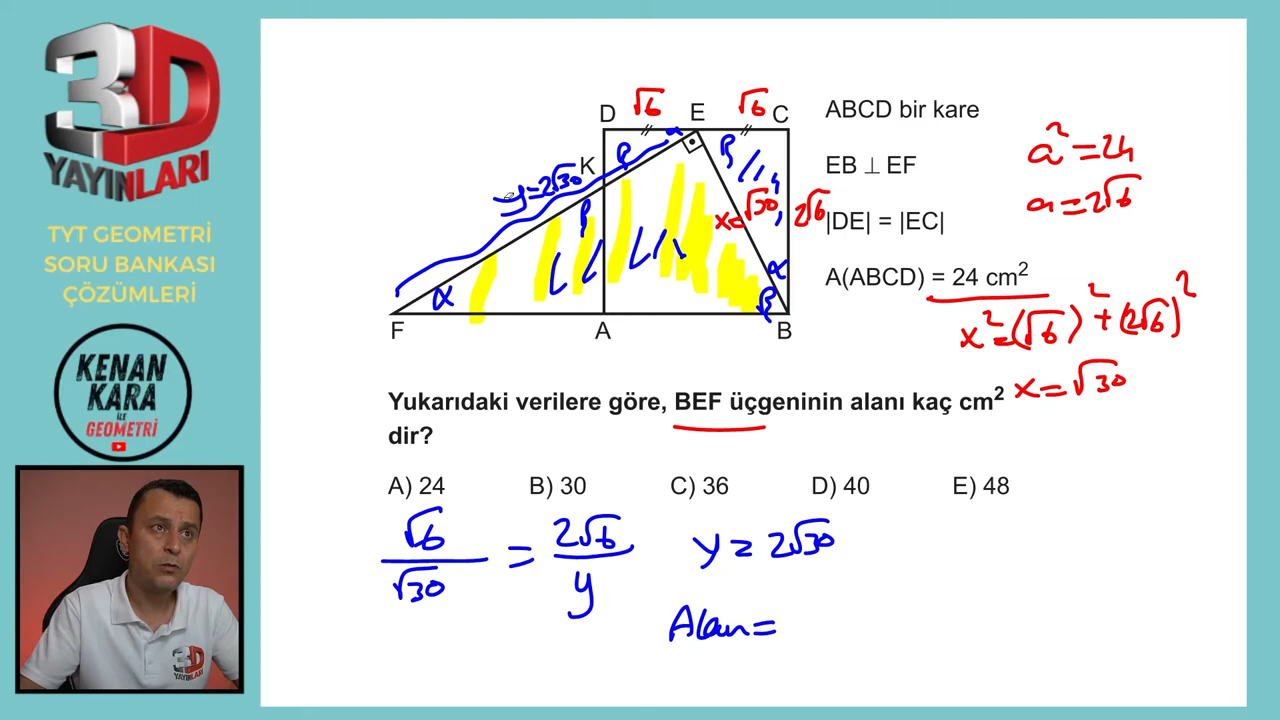 3D
YAYINLARI
TYT GEOMETRİ
SORU BANKASI
ÇÖZÜMLERİ
KENAN
KARA
İLE
GEOMETRİ
3D
YAYINLARI
√6
√6
D
E
C
K
α
β
β
y=2√30
β
x=√30
2√6
α
α
β
F
A
B
ABCD bir kare
EB ⊥ EF
|DE| = |EC|
A(ABCD) = 24 cm²
a² = 24
a = 2√6
x² = (√6)² + (2√6)²
x = √30
Yukarıdaki verilere göre, BEF üçgeninin alanı kaç cm²
dir?
A) 24 B) 30 C) 36 D) 40 E) 48
√6/√30 = 2√6/y
y = 2√30
Alan =